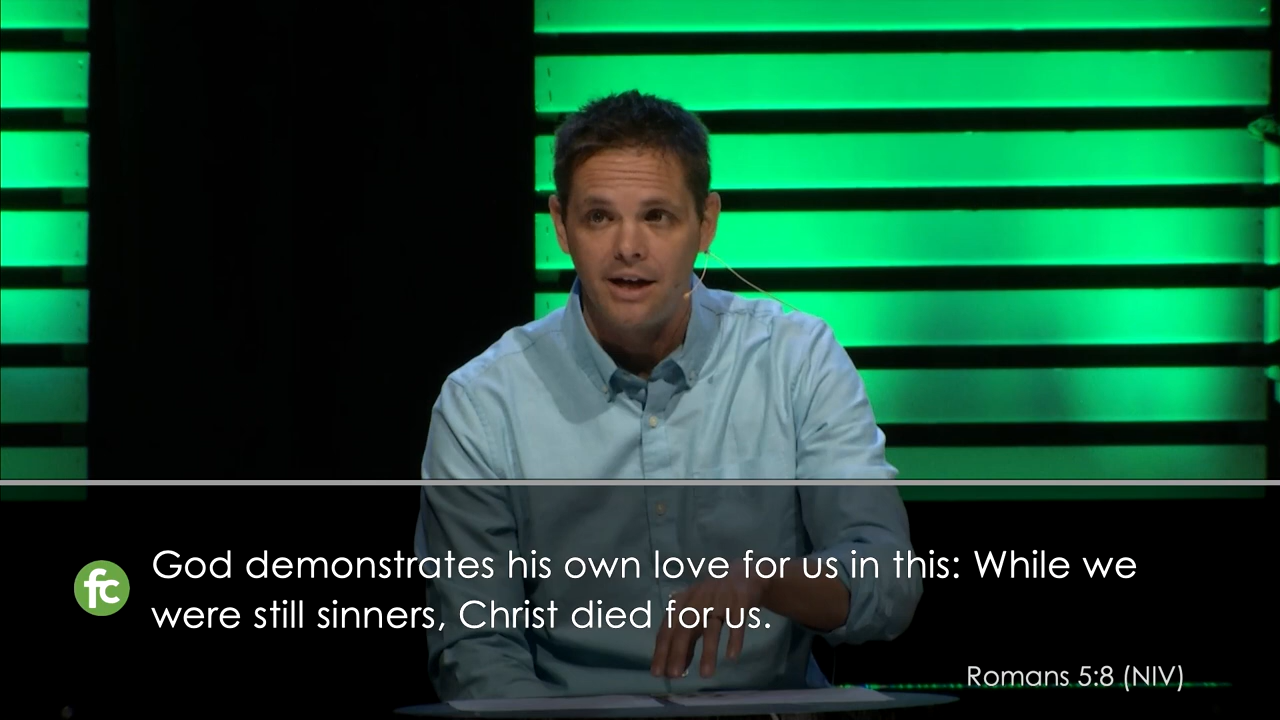 fc
God demonstrates his own love for us in this: While we
were still sinners, Christ died for us.
Romans 5:8 (NIV)